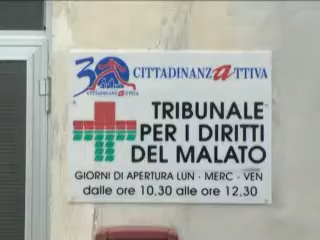 30 CITTADINANZATTIVA
CITTADINANZATTIVA
TRIBUNALE
PER I DIRITTI
DEL MALATO
GIORNI DI APERTURA LUN - MERC - VEN
dalle ore 10,30 alle ore 12,30